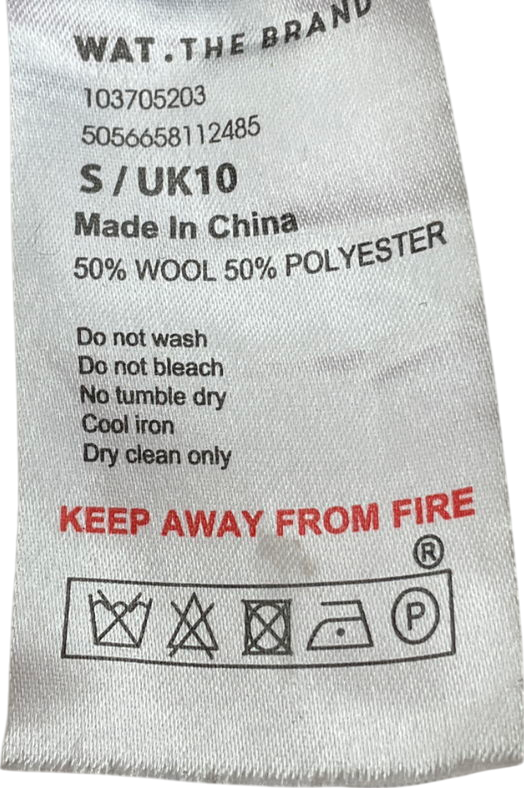 WAT.THE BRAND
103705203
5056658112485
S/UK10
Made In China
50% WOOL 50% POLYESTER
Do not wash
Do not bleach
No tumble dry
Cool iron
Dry clean only
KEEP AWAY FROM FIRE
®
P